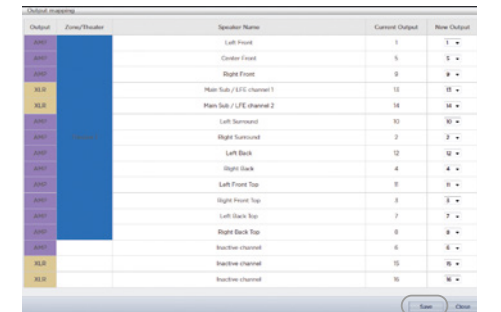 Output mapping
Output Zone/Theater Speaker Name Current Output New Output
AMP Left Front 1 1
AMP Center Front 5 5
AMP Right Front 9 9
XLR Main Sub / LFE channel 1 13 13
XLR Main Sub / LFE channel 2 14 14
AMP Left Surround 10 10
AMP Right Surround 2 2
AMP Left Back 12 12
AMP Right Back 4 4
AMP Left Front Top 11 11
AMP Right Front Top 3 3
AMP Left Back Top 7 7
AMP Right Back Top 8 8
AMP Inactive channel 6 6
XLR Inactive channel 15 15
XLR Inactive channel 16 16
Save Close